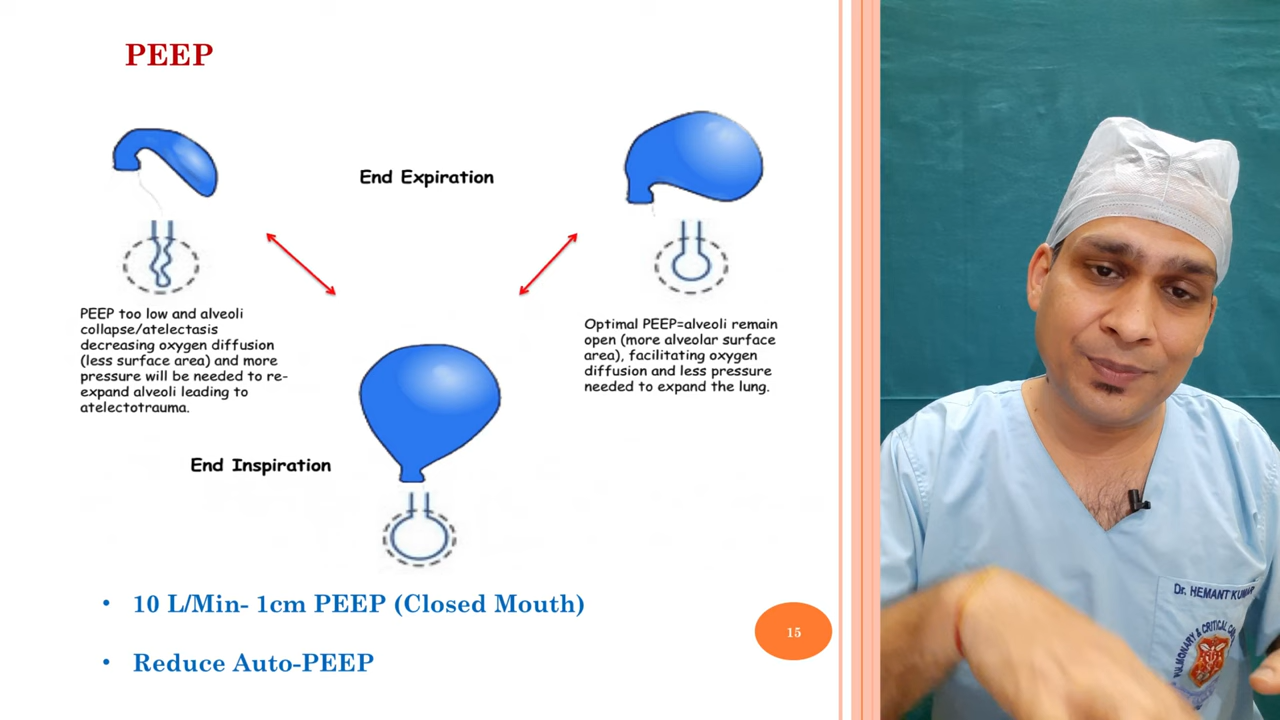 PEEP
End Expiration
PEEP too low and alveoli
collapse/atelectasis
decreasing oxygen diffusion
(less surface area) and more
pressure will be needed to re-
expand alveoli leading to
atelectotrauma.
Optimal PEEP=alveoli remain
open (more alveolar surface
area), facilitating oxygen
diffusion and less pressure
needed to expand the lung.
End Inspiration
• 10 L/Min- 1cm PEEP (Closed Mouth)
• Reduce Auto-PEEP
15
Dr. HEMANT KUMAR
PULMONARY & CRITICAL